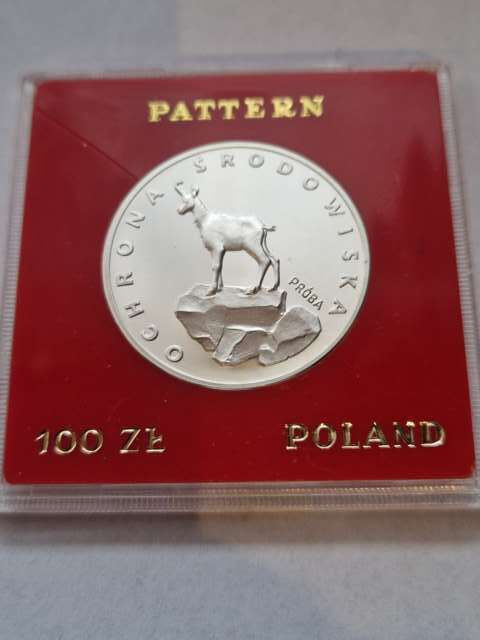 PATTERN
OCHRONA ŚRODOWISKA
PRÓBA
100 ZŁ
POLAND